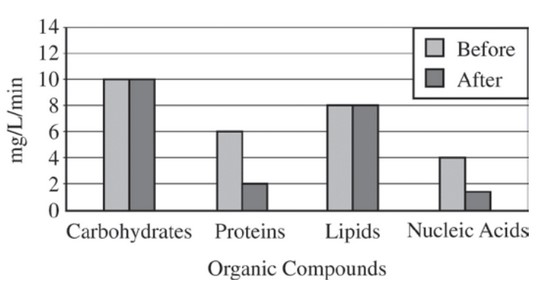 14
12
10
8
6
4
2
0
mg/L/min
Before
After
Carbohydrates Proteins Lipids Nucleic Acids
Organic Compounds